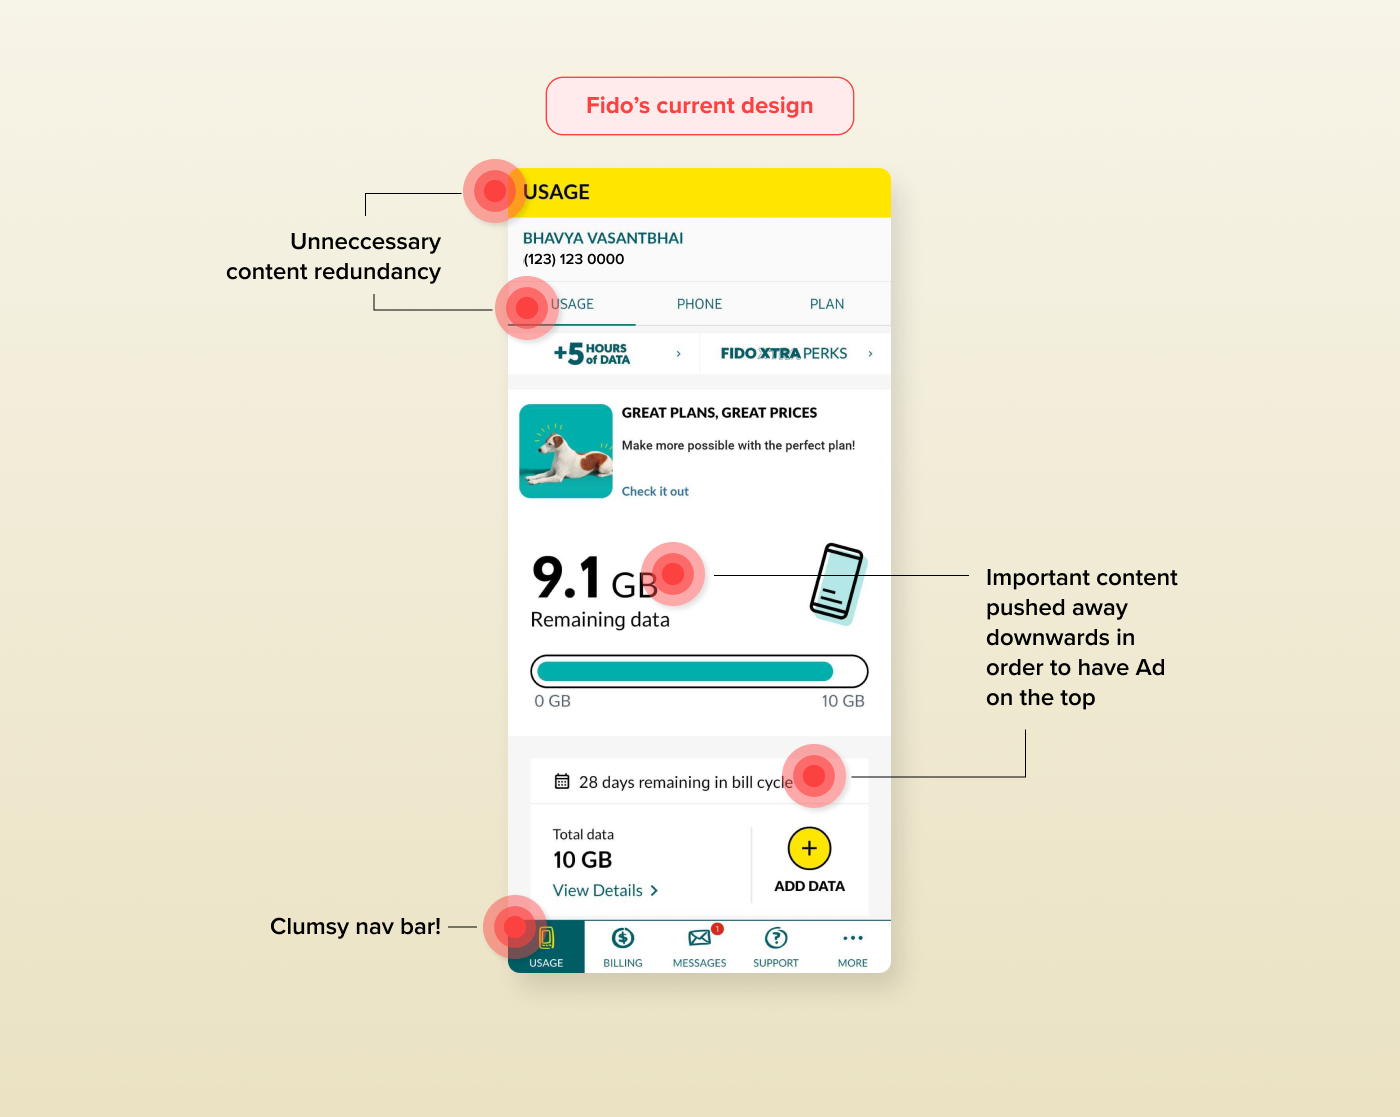 Fido's current design
USAGE
Unneccessary
content redundancy
BHAVYA VASANTBHAI
(123) 123 0000
USAGE
PHONE
PLAN
+5 HOURS
of DATA
FIDO XTRA PERKS
GREAT PLANS, GREAT PRICES
Make more possible with the perfect plan!
Check it out
9.1 GB
Remaining data
0 GB
10 GB
Important content
pushed away
downwards in
order to have Ad
on the top
28 days remaining in bill cycle
Total data
10 GB
View Details
ADD DATA
Clumsy nav bar!
1
USAGE
BILLING
MESSAGES
SUPPORT
MORE